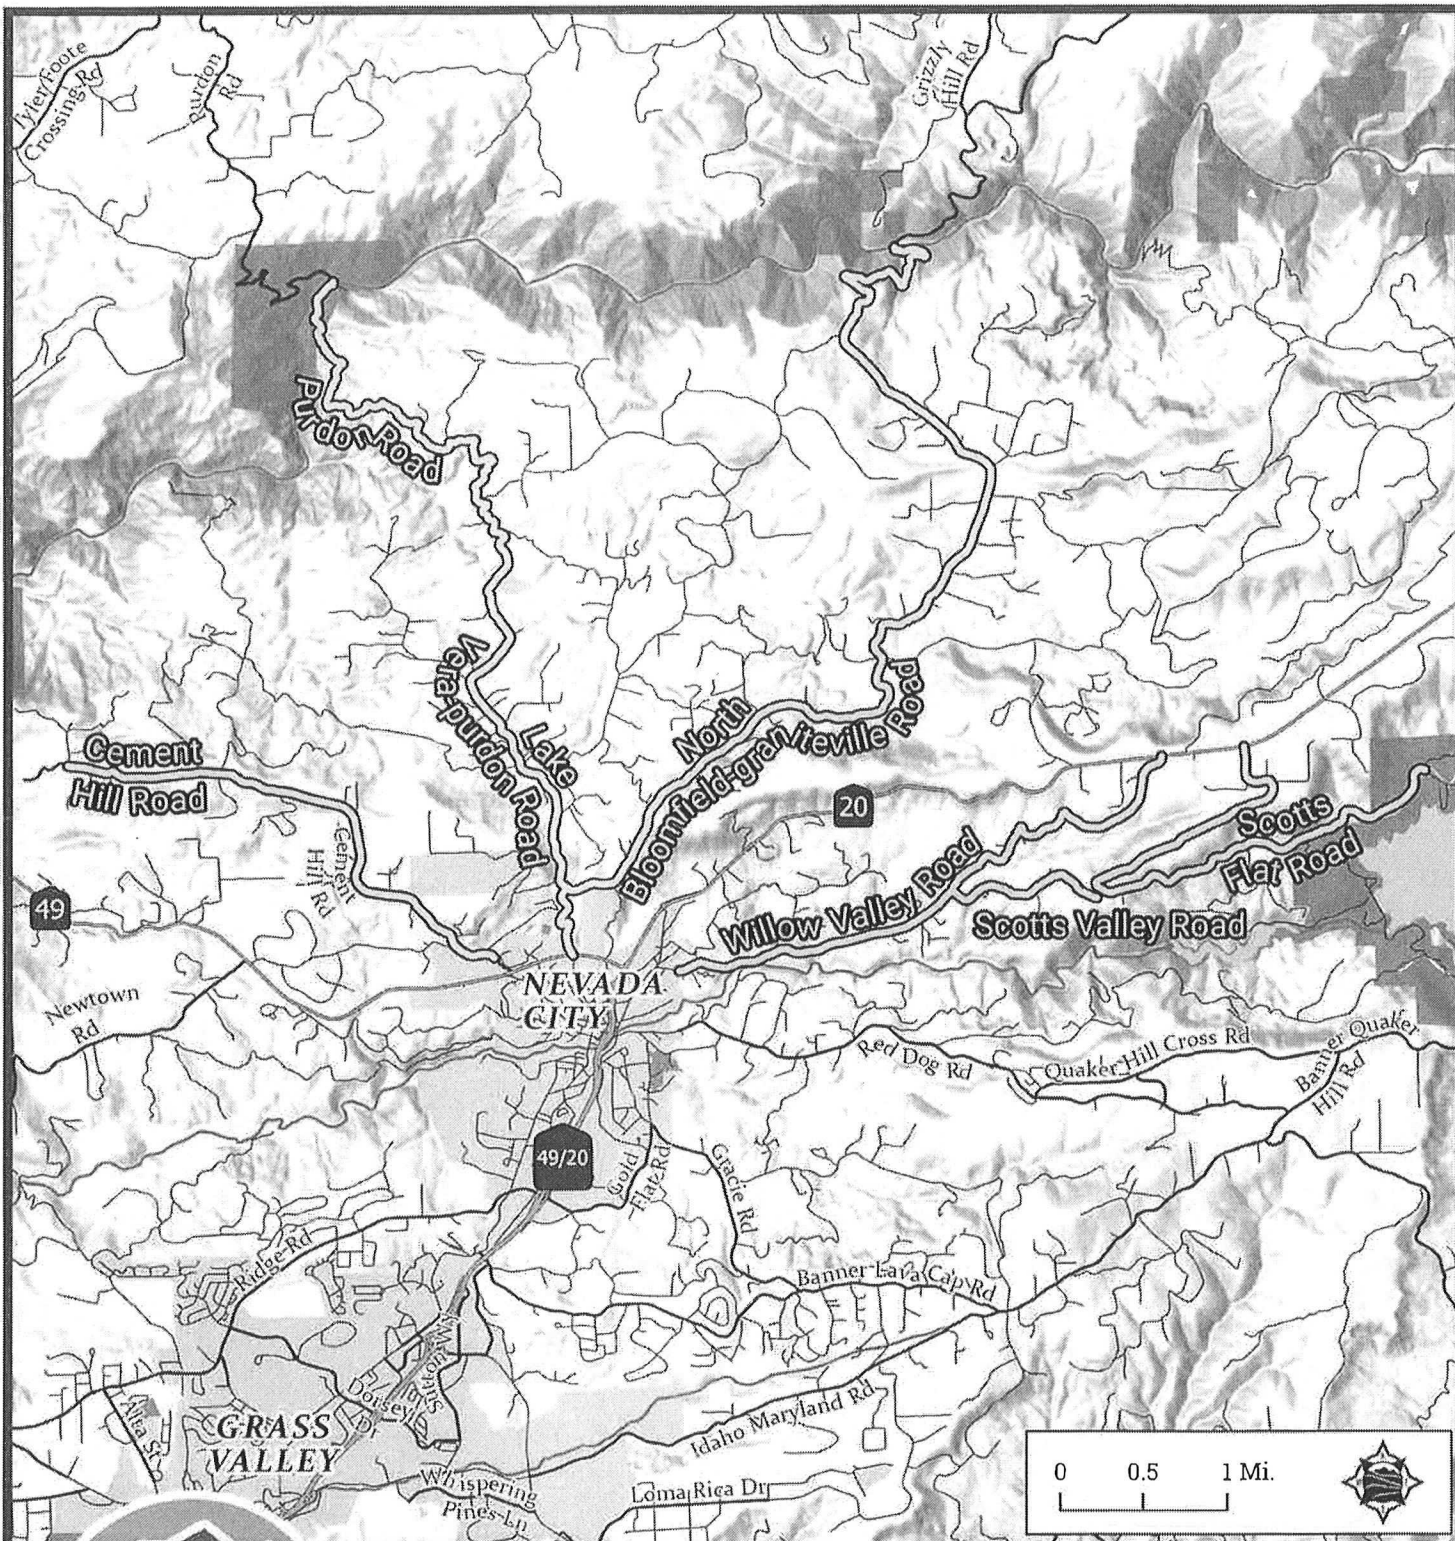 Tyler Foote
Crossing Rd
Purdon
Rd
Grizzly
Hill Rd
Purdon Road
Vera-purdon Road
Lake
North
Bloomfield-graniteville Road
Cement
Hill Road
Cement
Hill Rd
20
49
Willow Valley Road
Scotts
Flat Road
Scotts Valley Road
NEVADA
CITY
Newtown
Rd
Red Dog Rd
Quaker Hill Cross Rd
Banner Quaker
Hill Rd
49/20
Gold
Flat Rd
Gracie Rd
Ridge Rd
Banner Lava Cap Rd
Dorsey
Dr
Sutton Way
Alta St
GRASS
VALLEY
Idaho Maryland Rd
Whispering
Pines Ln
Loma Rica Dr
0 0.5 1 Mi.